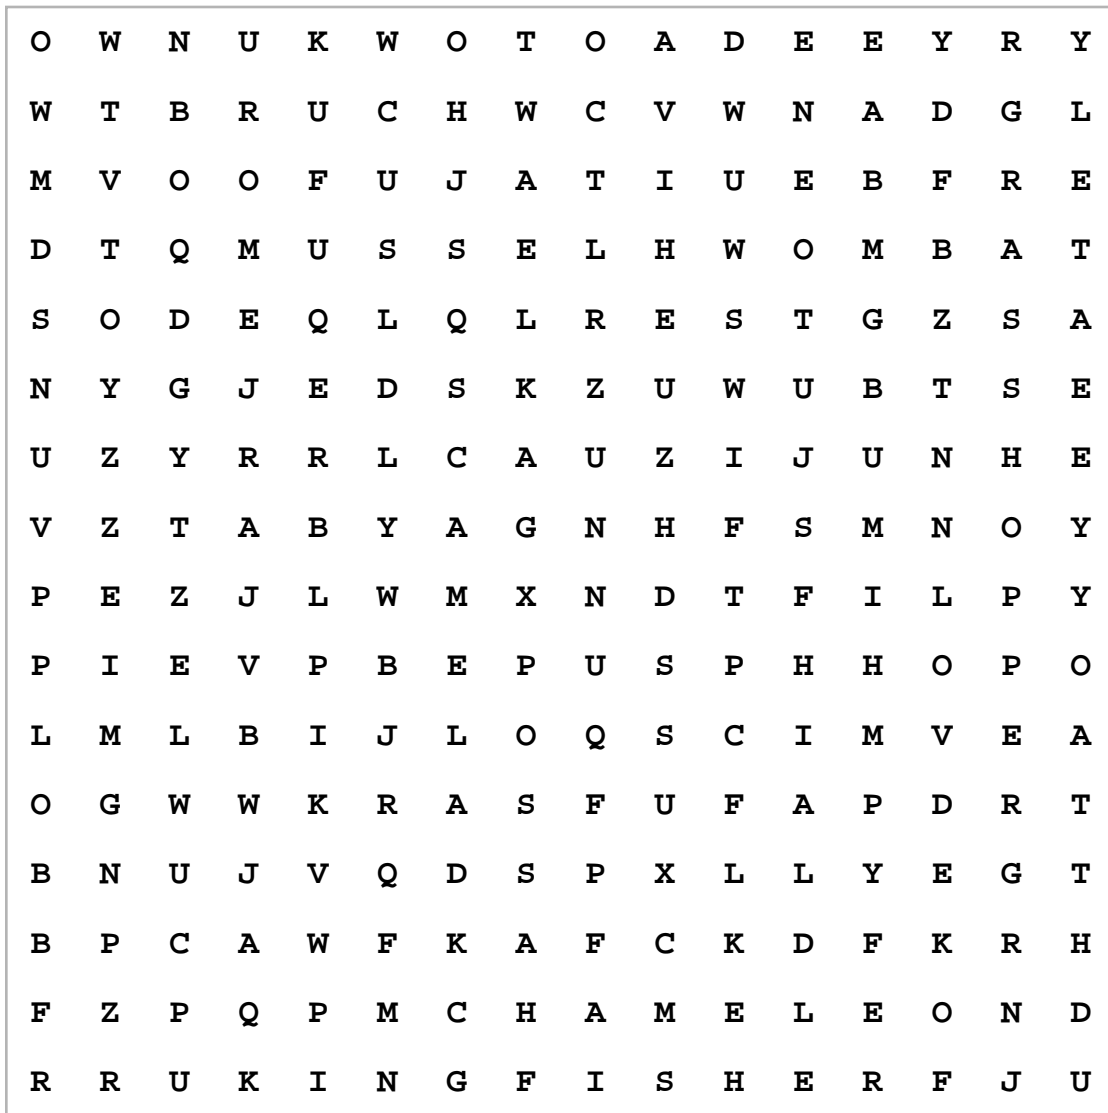 O W N U K W O T O A D E E Y R Y
W T B R U C H W C V W N A D G L
M V O O F U J A T I U E B F R E
D T Q M U S S E L H W O M B A T
S O D E Q L Q L R E S T G Z S A
N Y G J E D S K Z U W U B T S E
U Z Y R R L C A U Z I J U N H E
V Z T A B Y A G N H F S M N O Y
P E Z J L W M X N D T F I L P Y
P I E V P B E P U S P H H O P O
L M L B I J L O Q S C I M V E A
O G W W K R A S F U F A P D R T
B N U J V Q D S P X L L Y E G T
B P C A W F K A F C K D F K R H
F Z P Q P M C H A M E L E O N D
R R U K I N G F I S H E R F J U